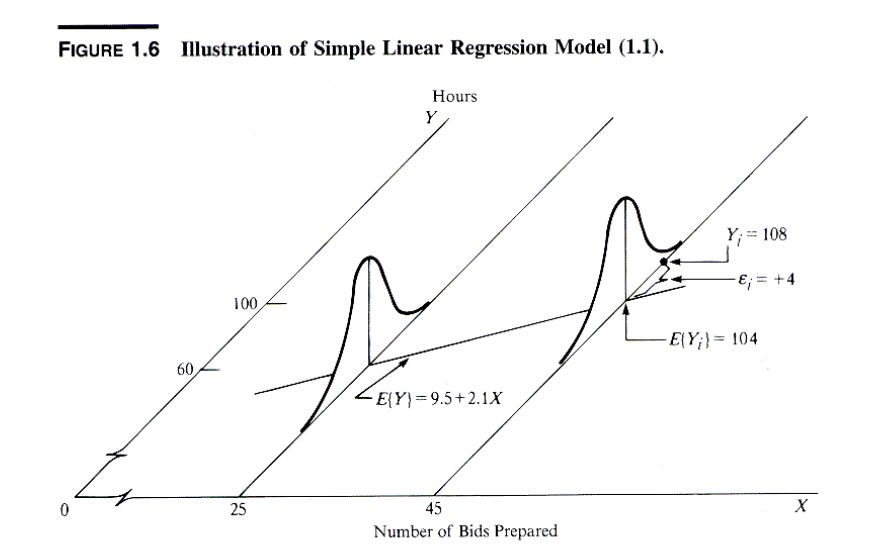 FIGURE 1.6 Illustration of Simple Linear Regression Model (1.1).
Hours
Y
100
60
Yᵢ = 108
εᵢ = +4
E{Yᵢ} = 104
E{Y} = 9.5 + 2.1X
0
25
45
X
Number of Bids Prepared